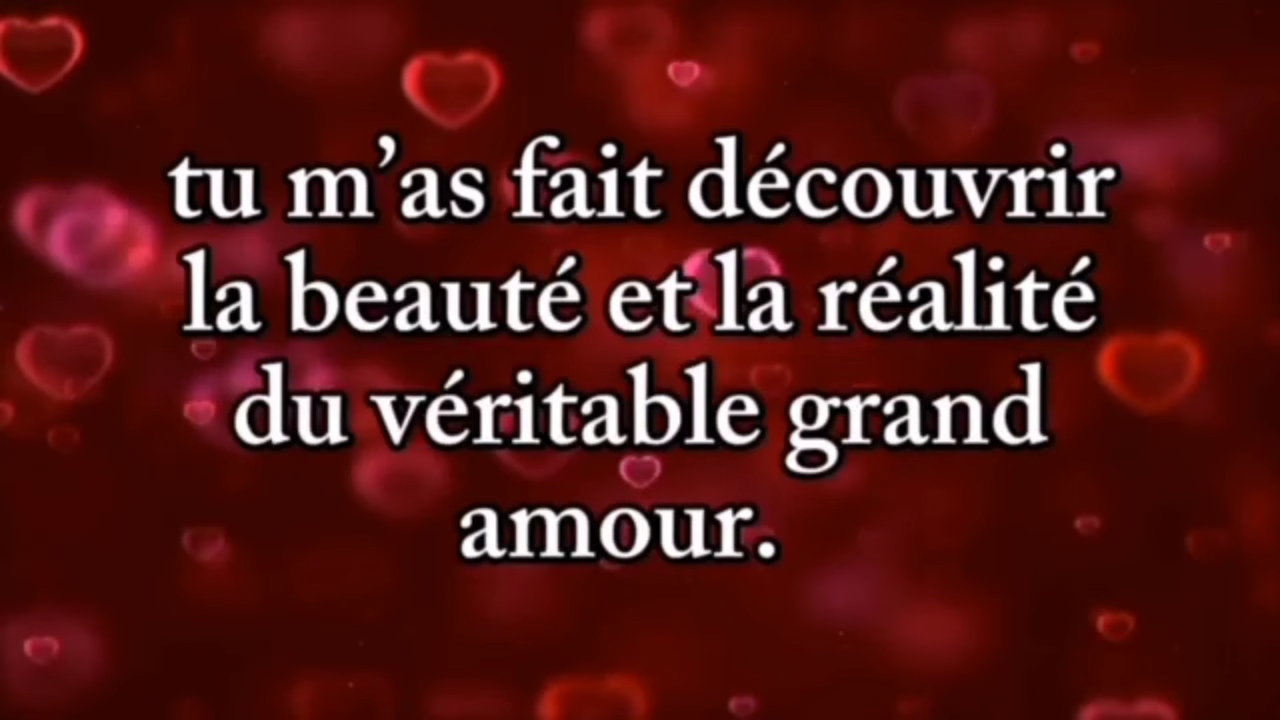 tu m’as fait découvrir
la beauté et la réalité
du véritable grand
amour.